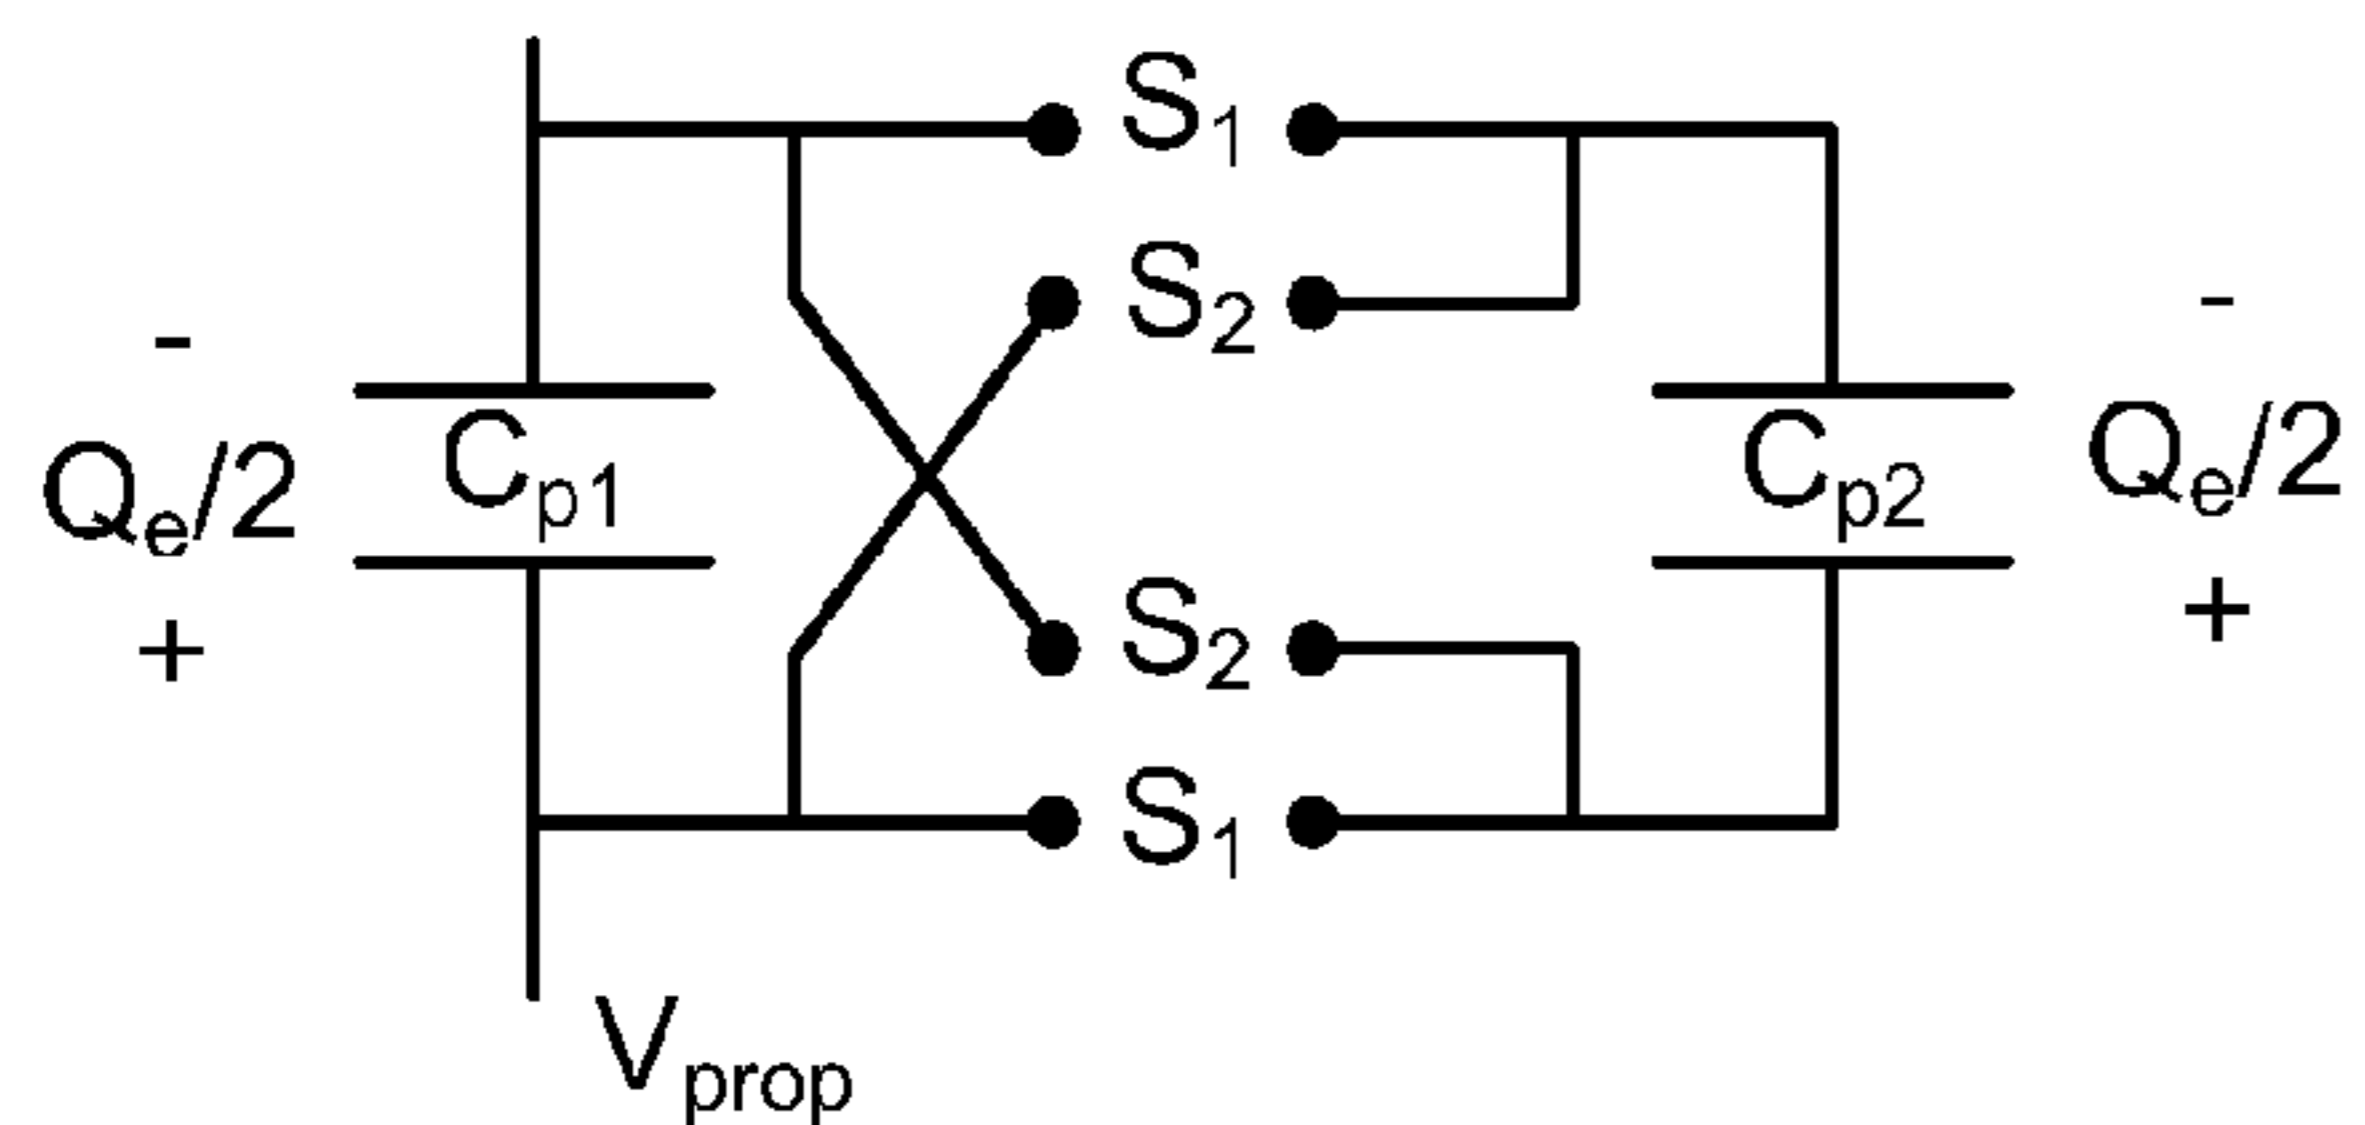 S₁
S₂
-
-
Qₑ/2
Cₚ₁
Cₚ₂
Qₑ/2
+
+
S₂
S₁
Vₚᵣₒₚ